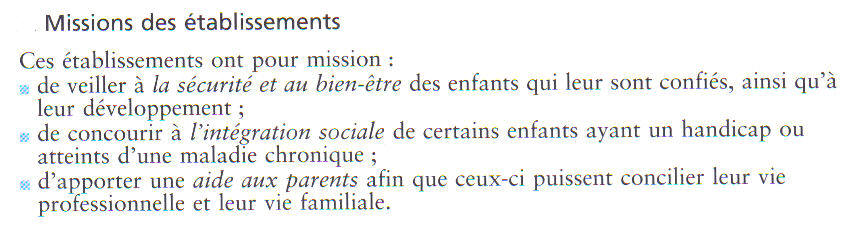 Missions des établissements
Ces établissements ont pour mission :
de veiller à la sécurité et au bien-être des enfants qui leur sont confiés, ainsi qu'à
leur développement ;
de concourir à l'intégration sociale de certains enfants ayant un handicap ou
atteints d'une maladie chronique ;
d'apporter une aide aux parents afin que ceux-ci puissent concilier leur vie
professionnelle et leur vie familiale.